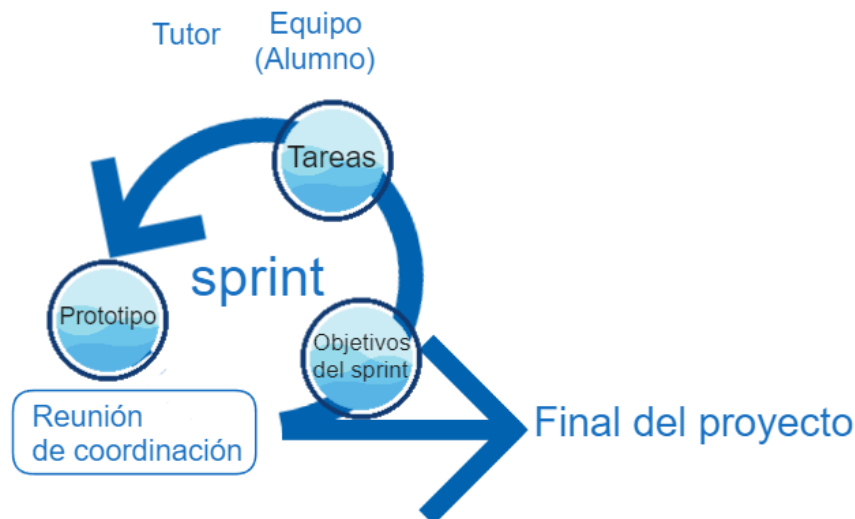 Tutor
Equipo
(Alumno)
Tareas
sprint
Prototipo
Objetivos
del sprint
Reunión
de coordinación
Final del proyecto